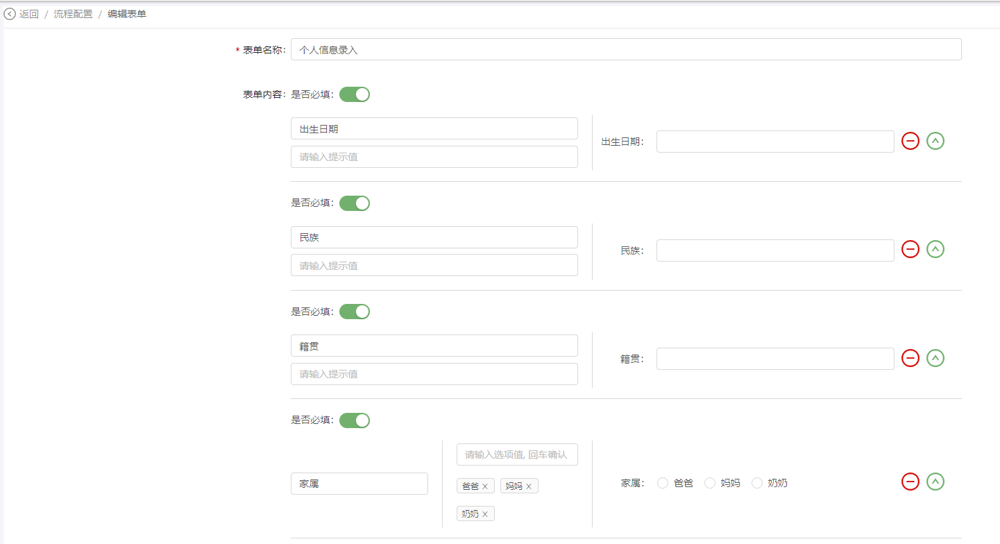 返回 / 流程配置 / 编辑表单
* 表单名称: 个人信息录入
表单内容: 是否必填:
出生日期
请输入提示值
出生日期:
是否必填:
民族
请输入提示值
民族:
是否必填:
籍贯
请输入提示值
籍贯:
是否必填:
家属
请输入选项值, 回车确认
爸爸 × 妈妈 ×
奶奶 ×
家属: 爸爸 妈妈 奶奶